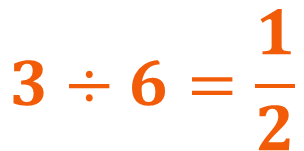 3 ÷ 6 = 1/2